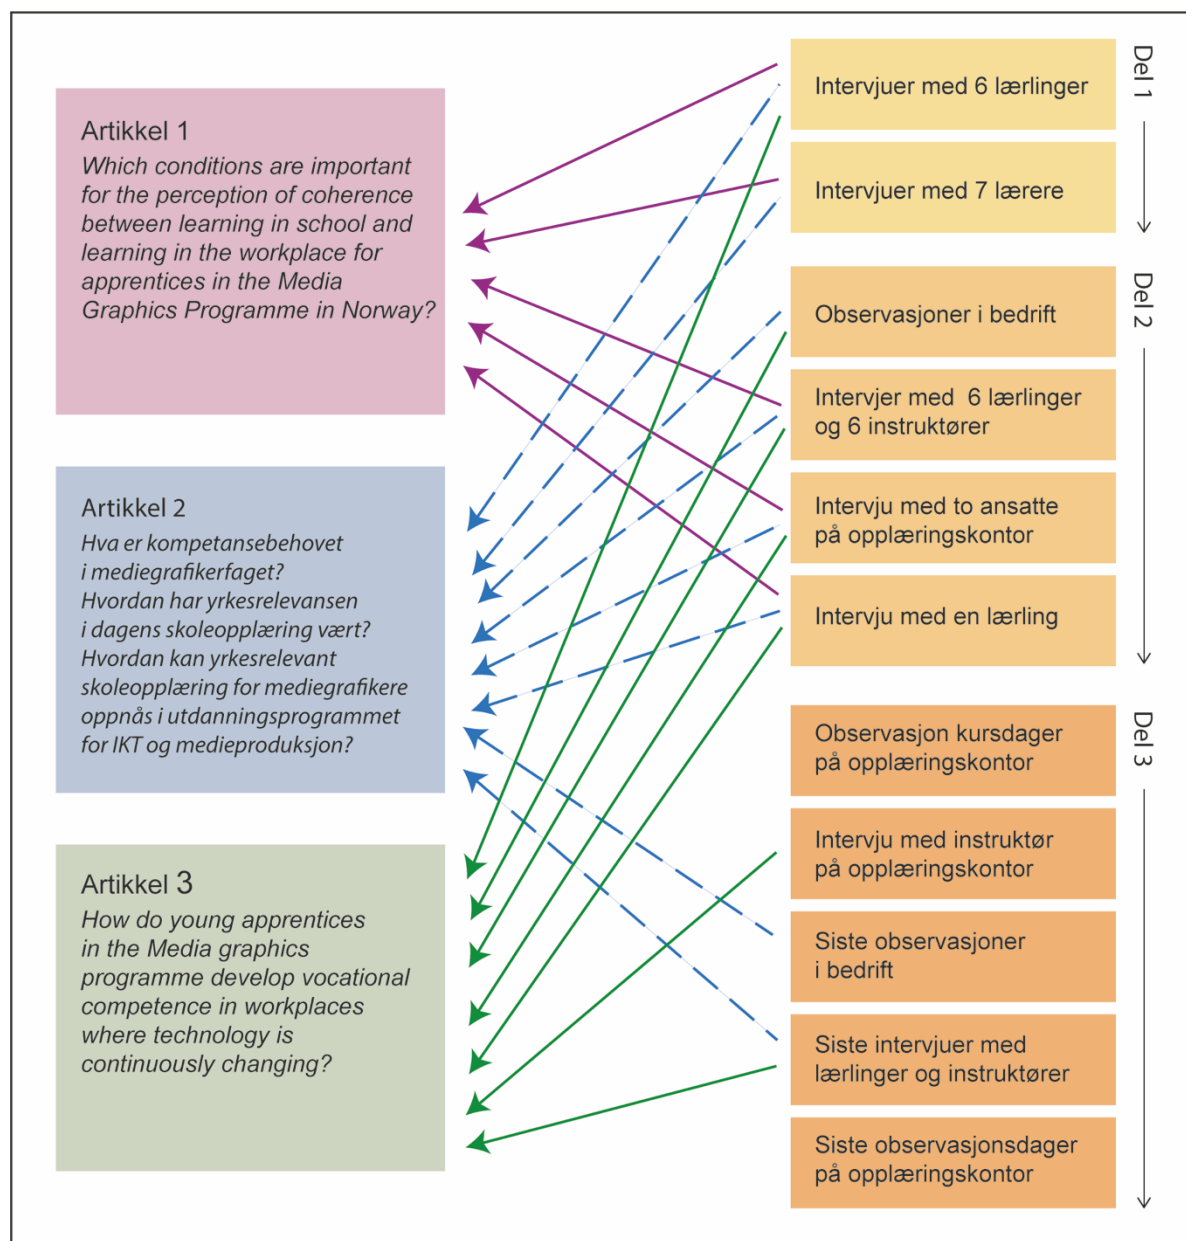 Artikkel 1
Which conditions are important
for the perception of coherence
between learning in school and
learning in the workplace for
apprentices in the Media
Graphics Programme in Norway?
Artikkel 2
Hva er kompetansebehovet
i mediegrafikerfaget?
Hvordan har yrkesrelevansen
i dagens skoleopplæring vært?
Hvordan kan yrkesrelevant
skoleopplæring for mediegrafikere
oppnås i utdanningsprogrammet
for IKT og medieproduksjon?
Artikkel 3
How do young apprentices
in the Media graphics
programme develop vocational
competence in workplaces
where technology is
continuously changing?
Del 1
Intervjuer med 6 lærlinger
Intervjuer med 7 lærere
Del 2
Observasjoner i bedrift
Intervjer med 6 lærlinger
og 6 instruktører
Intervju med to ansatte
på opplæringskontor
Intervju med en lærling
Del 3
Observasjon kursdager
på opplæringskontor
Intervju med instruktør
på opplæringskontor
Siste observasjoner
i bedrift
Siste intervjuer med
lærlinger og instruktører
Siste observasjonsdager
på opplæringskontor